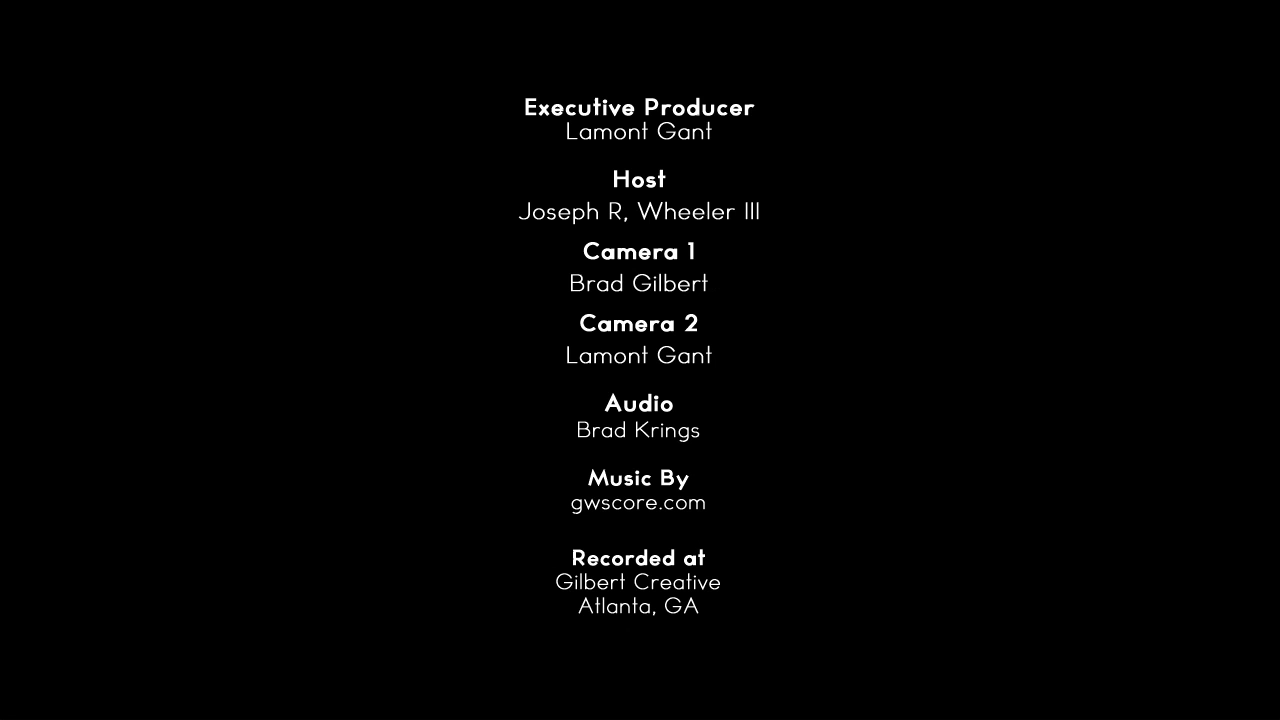 Executive Producer
Lamont Gant
Host
Joseph R, Wheeler III
Camera 1
Brad Gilbert
Camera 2
Lamont Gant
Audio
Brad Krings
Music By
gwscore.com
Recorded at
Gilbert Creative
Atlanta, GA